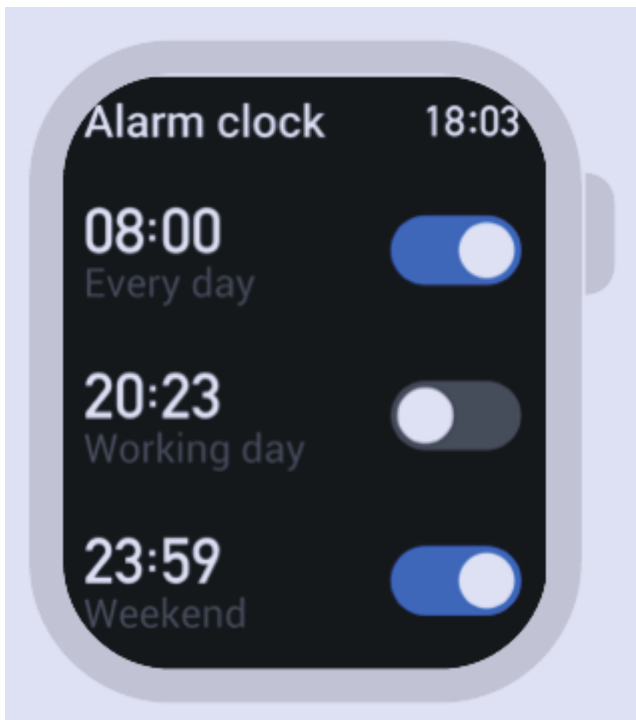 Alarm clock 18:03
08:00
Every day
20:23
Working day
23:59
Weekend